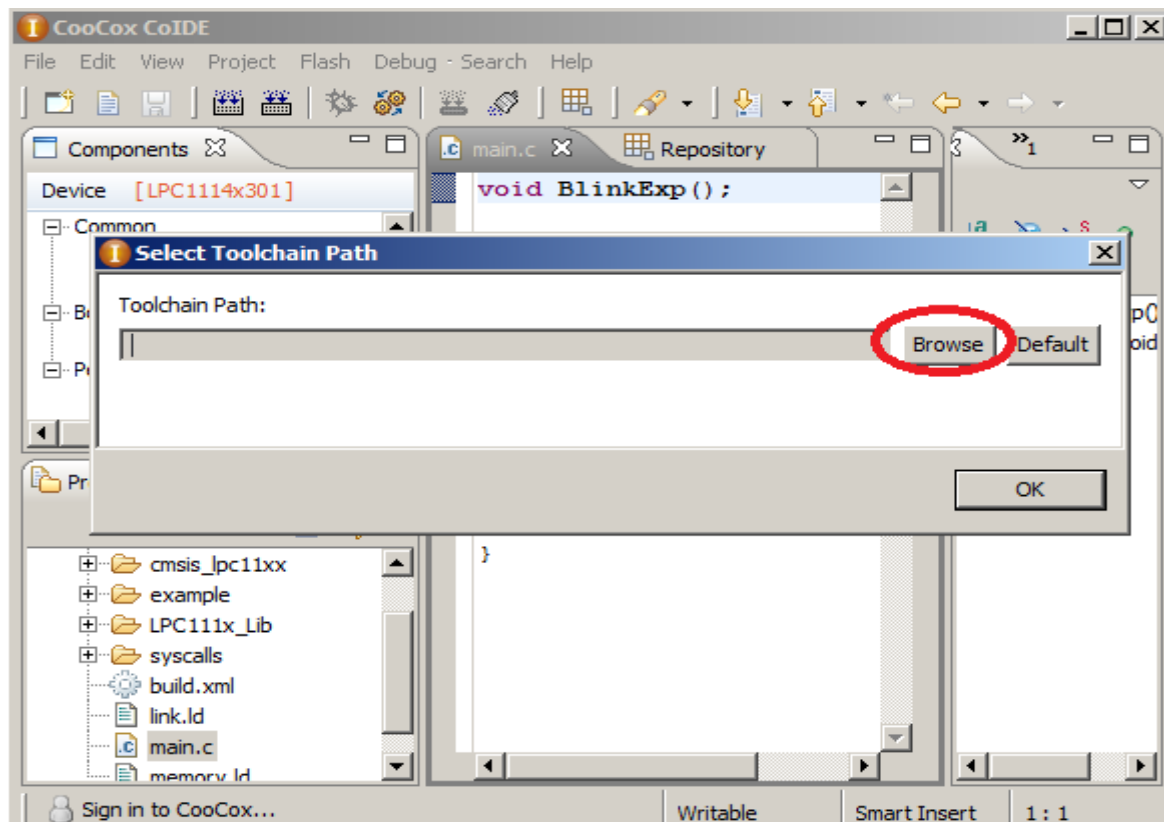 CooCox CoIDE
File Edit View Project Flash Debug Search Help
Components
main.c
Repository
1
Device [LPC1114x301]
void BlinkExp();
Common
Select Toolchain Path
Toolchain Path:
Browse
Default
OK
}
cmsis_lpc11xx
example
LPC111x_Lib
syscalls
build.xml
link.ld
main.c
memory.ld
Sign in to CooCox...
Writable
Smart Insert
1 : 1